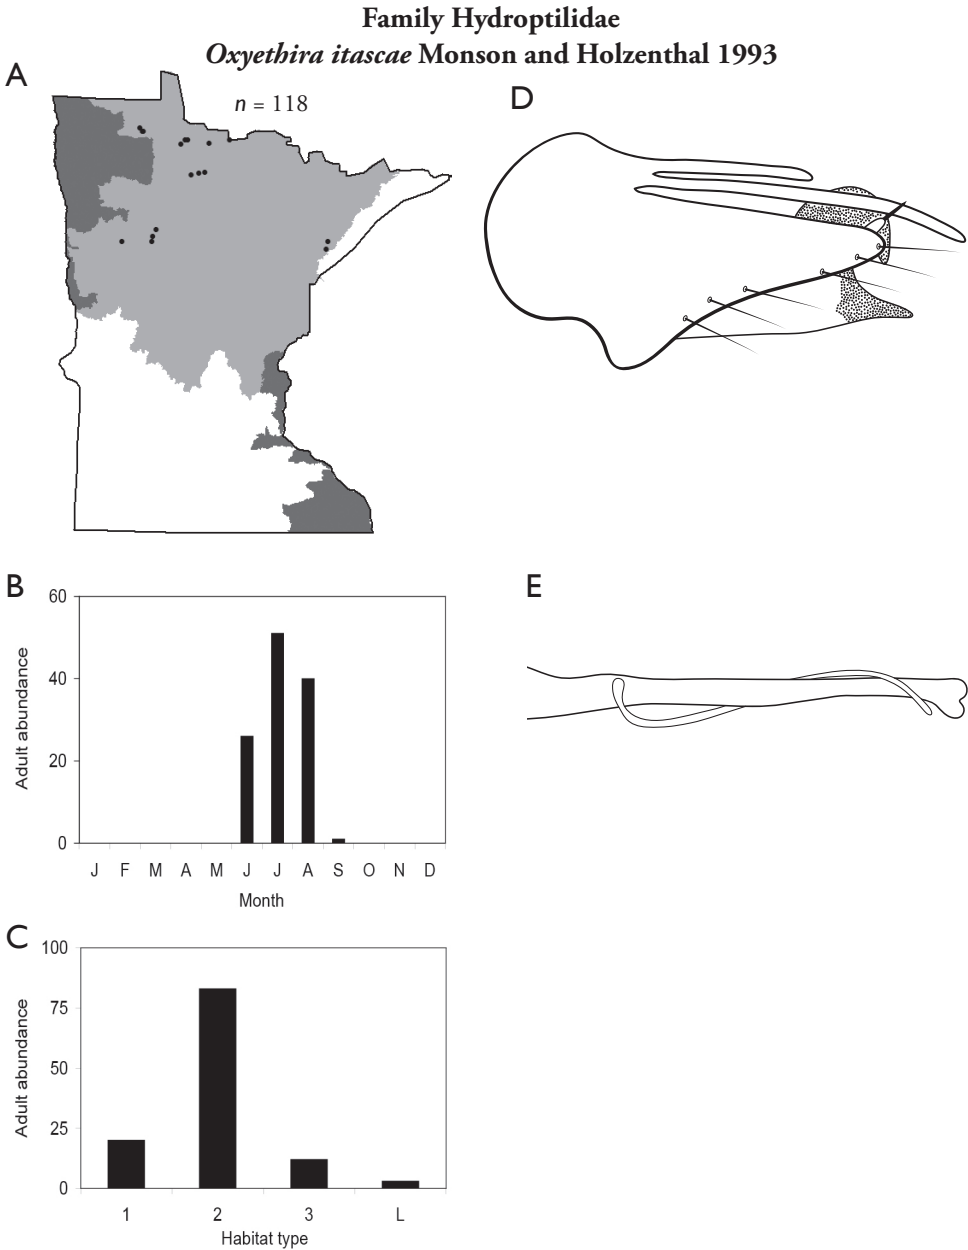 Family Hydroptilidae
Oxyethira itascae Monson and Holzenthal 1993
A
n = 118
D
B
60
40
20
0
Adult abundance
J F M A M J J A S O N D
Month
E
C
100
75
50
25
0
Adult abundance
1 2 3 L
Habitat type